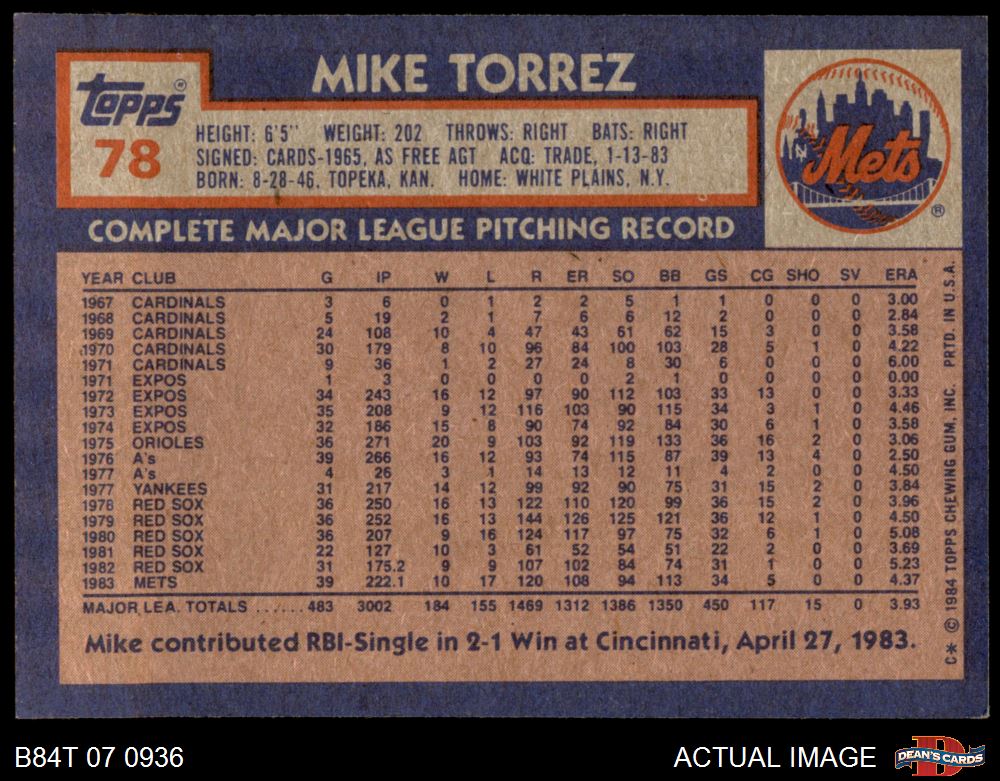 MIKE TORREZ
Topps®
78
HEIGHT: 6'5" WEIGHT: 202 THROWS: RIGHT BATS: RIGHT
SIGNED: CARDS-1965, AS FREE AGT ACQ: TRADE, 1-13-83
BORN: 8-28-46, TOPEKA, KAN. HOME: WHITE PLAINS, N.Y.
NY Mets ®
COMPLETE MAJOR LEAGUE PITCHING RECORD
YEAR CLUB G IP W L R ER SO BB GS CG SHO SV ERA
1967 CARDINALS 3 6 0 1 2 2 5 1 1 0 0 0 3.00
1968 CARDINALS 5 19 2 1 7 6 6 12 2 0 0 0 2.84
1969 CARDINALS 24 108 10 4 47 43 61 62 15 3 0 0 3.58
1970 CARDINALS 30 179 8 10 96 84 100 103 28 5 1 0 4.22
1971 CARDINALS 9 36 1 2 27 24 8 30 6 0 0 0 6.00
1971 EXPOS 1 3 0 0 0 0 2 1 0 0 0 0 0.00
1972 EXPOS 34 243 16 12 97 90 112 103 33 13 0 0 3.33
1973 EXPOS 35 208 9 12 116 103 90 115 34 3 1 0 4.46
1974 EXPOS 32 186 15 8 90 74 92 84 30 6 1 0 3.58
1975 ORIOLES 36 271 20 9 103 92 119 133 36 16 2 0 3.06
1976 A's 39 266 16 12 93 74 115 87 39 13 4 0 2.50
1977 A's 4 26 3 1 14 13 12 11 4 2 0 0 4.50
1977 YANKEES 31 217 14 12 99 92 90 75 31 15 2 0 3.84
1978 RED SOX 36 250 16 13 122 110 120 99 36 15 2 0 3.96
1979 RED SOX 36 252 16 13 144 126 125 121 36 12 1 0 4.50
1980 RED SOX 36 207 9 16 124 117 97 75 32 6 1 0 5.08
1981 RED SOX 22 127 10 3 61 52 54 51 22 2 0 0 3.69
1982 RED SOX 31 175.2 9 9 107 102 84 74 31 1 0 0 5.23
1983 METS 39 222.1 10 17 120 108 94 113 34 5 0 0 4.37
MAJOR LEA. TOTALS ...... 483 3002 184 155 1469 1312 1386 1350 450 117 15 0 3.93
Mike contributed RBI-Single in 2-1 Win at Cincinnati, April 27, 1983.
C* © 1984 TOPPS CHEWING GUM, INC. PRTD. IN U.S.A.
B84T 07 0936
ACTUAL IMAGE
D
DEAN'S CARDS